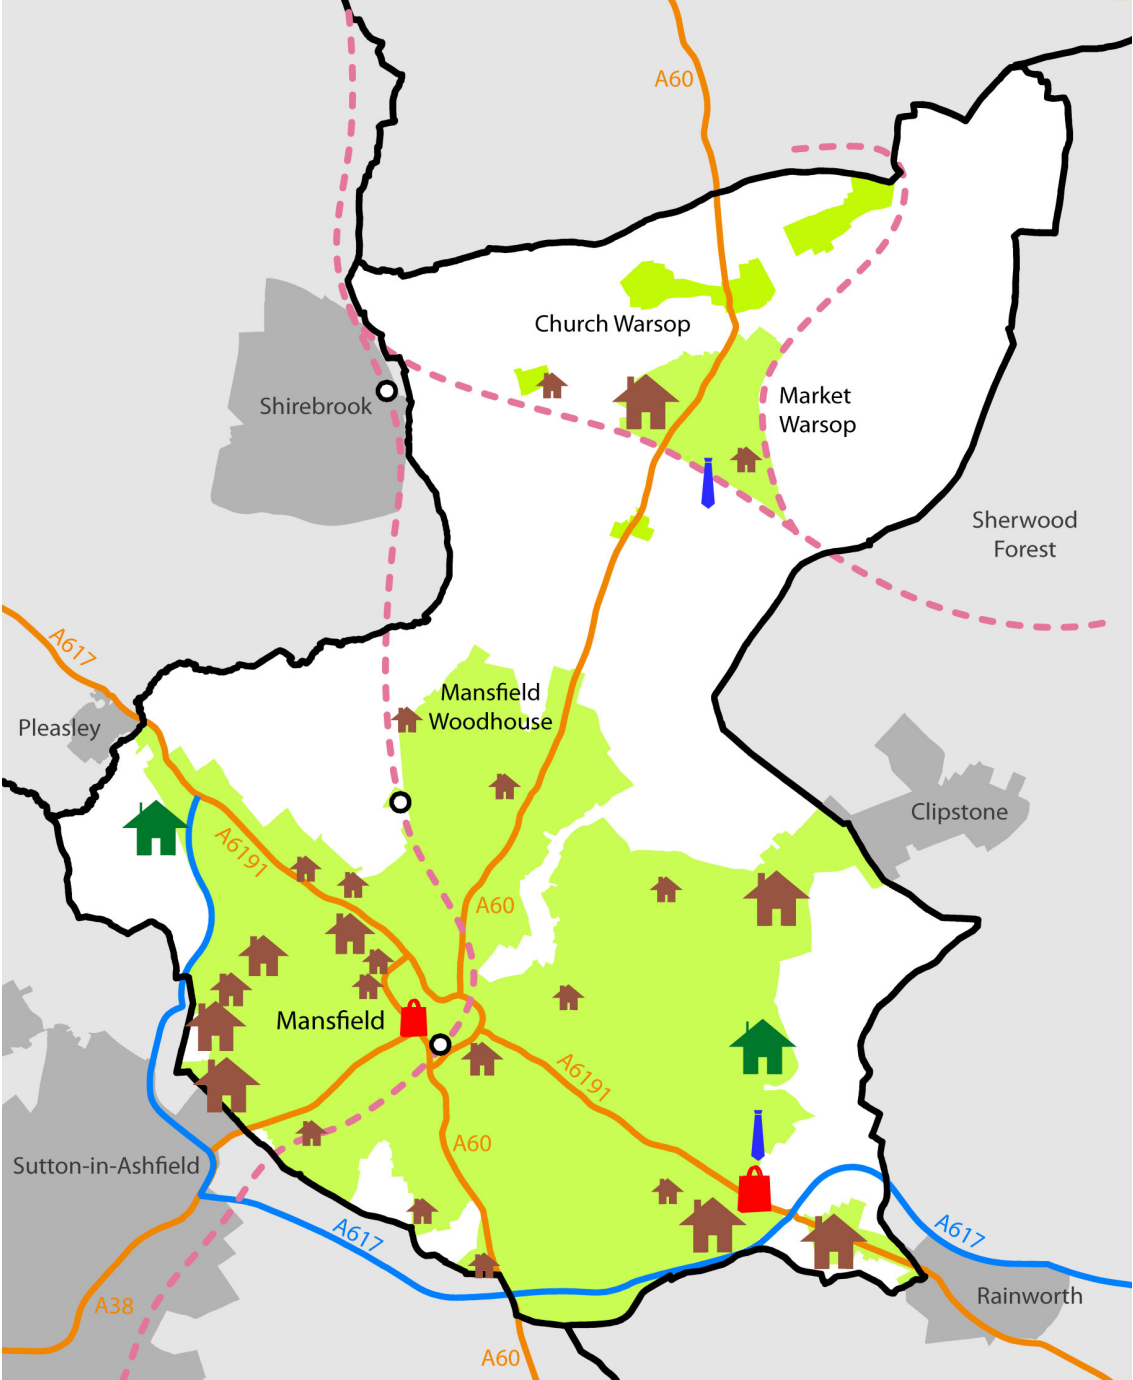 A60
Church Warsop
Shirebrook
Market
Warsop
Sherwood
Forest
A617
Mansfield
Woodhouse
Pleasley
Clipstone
A6191
A60
Mansfield
A6191
A60
Sutton-in-Ashfield
A617
A617
Rainworth
A38
A60